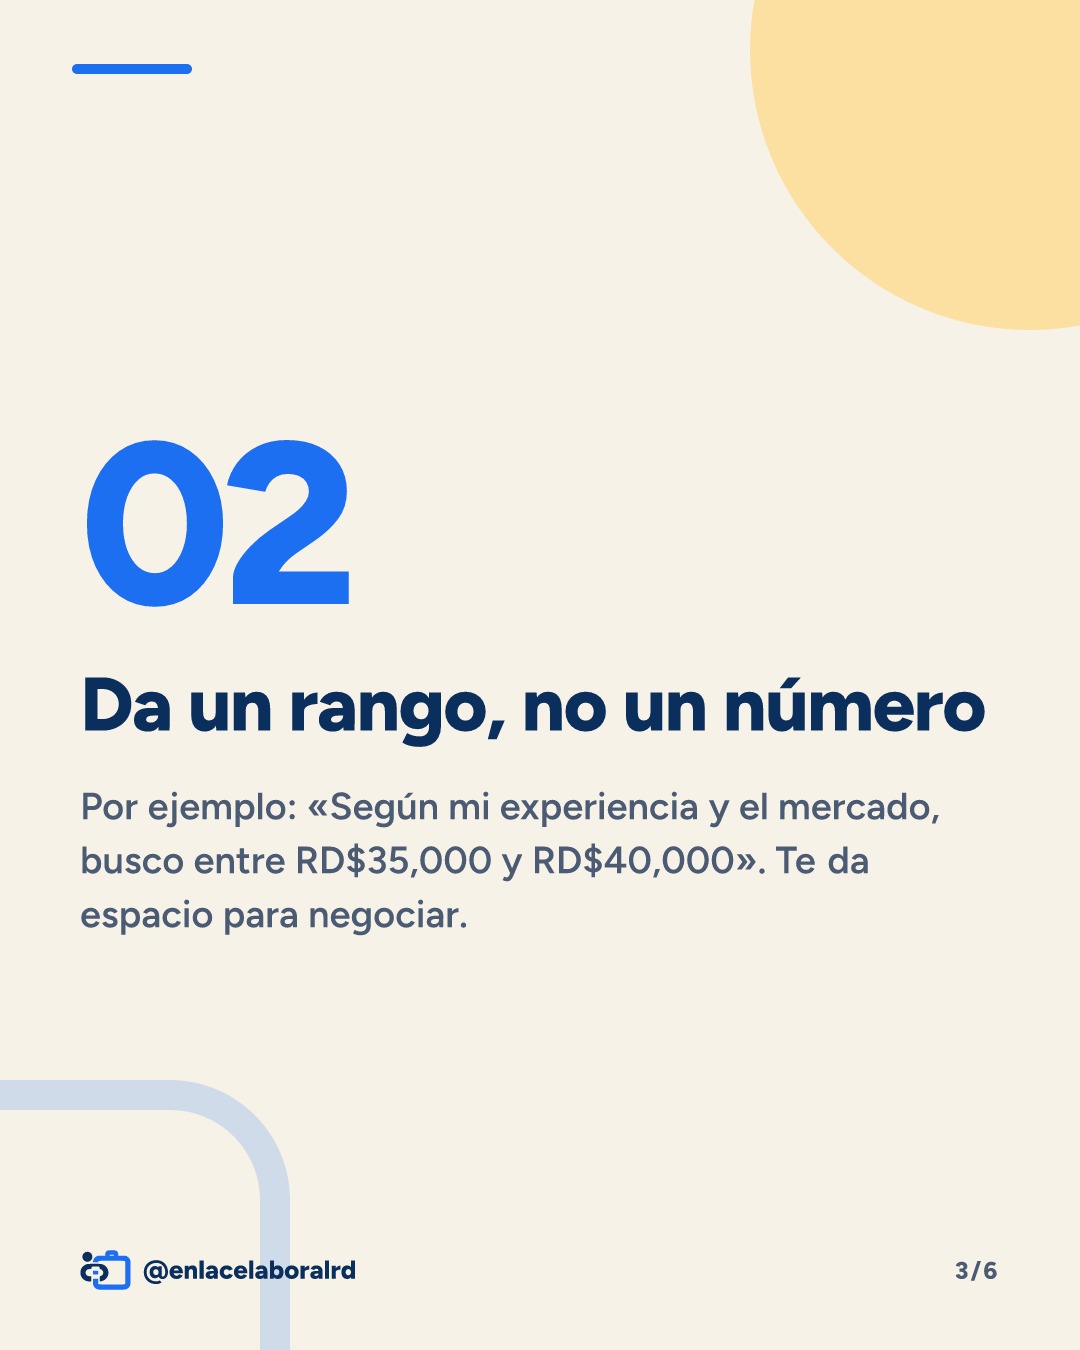 02
Da un rango, no un número
Por ejemplo: «Según mi experiencia y el mercado,
busco entre RD$35,000 y RD$40,000». Te da
espacio para negociar.
@enlacelaboralrd
3/6